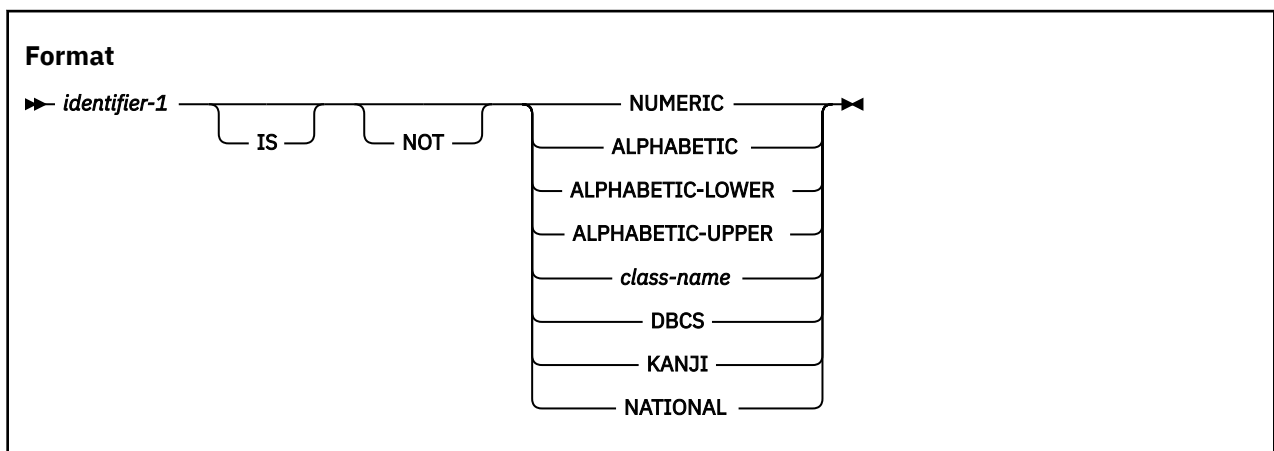 Format
identifier-1 NUMERIC
IS NOT ALPHABETIC
ALPHABETIC-LOWER
ALPHABETIC-UPPER
class-name
DBCS
KANJI
NATIONAL